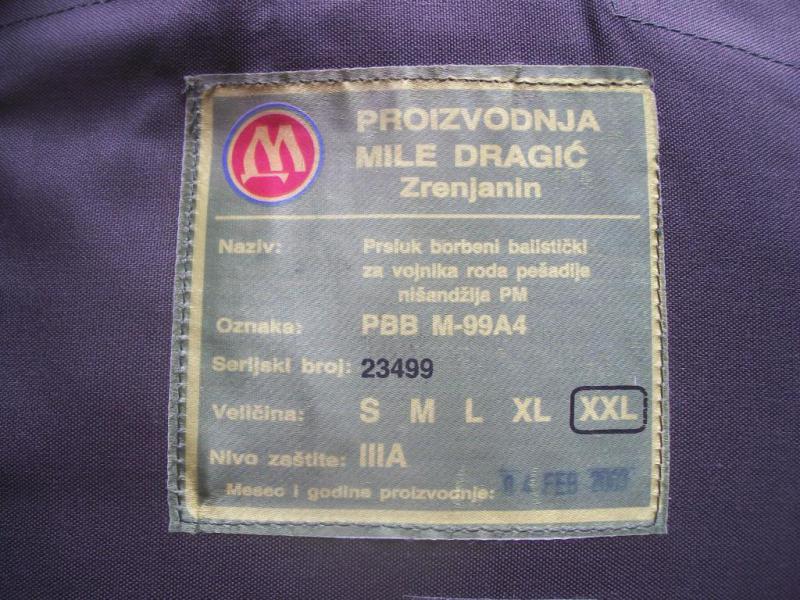 PROIZVODNJA
MILE DRAGIĆ
Zrenjanin
Naziv: Prsluk borbeni balistički
za vojnika roda pešadije
nišandžija PM
Oznaka: PBB M-99A4
Serijski broj: 23499
Veličina: S M L XL XXL
Nivo zaštite: IIIA
Mesec i godina proizvodnje: FEB